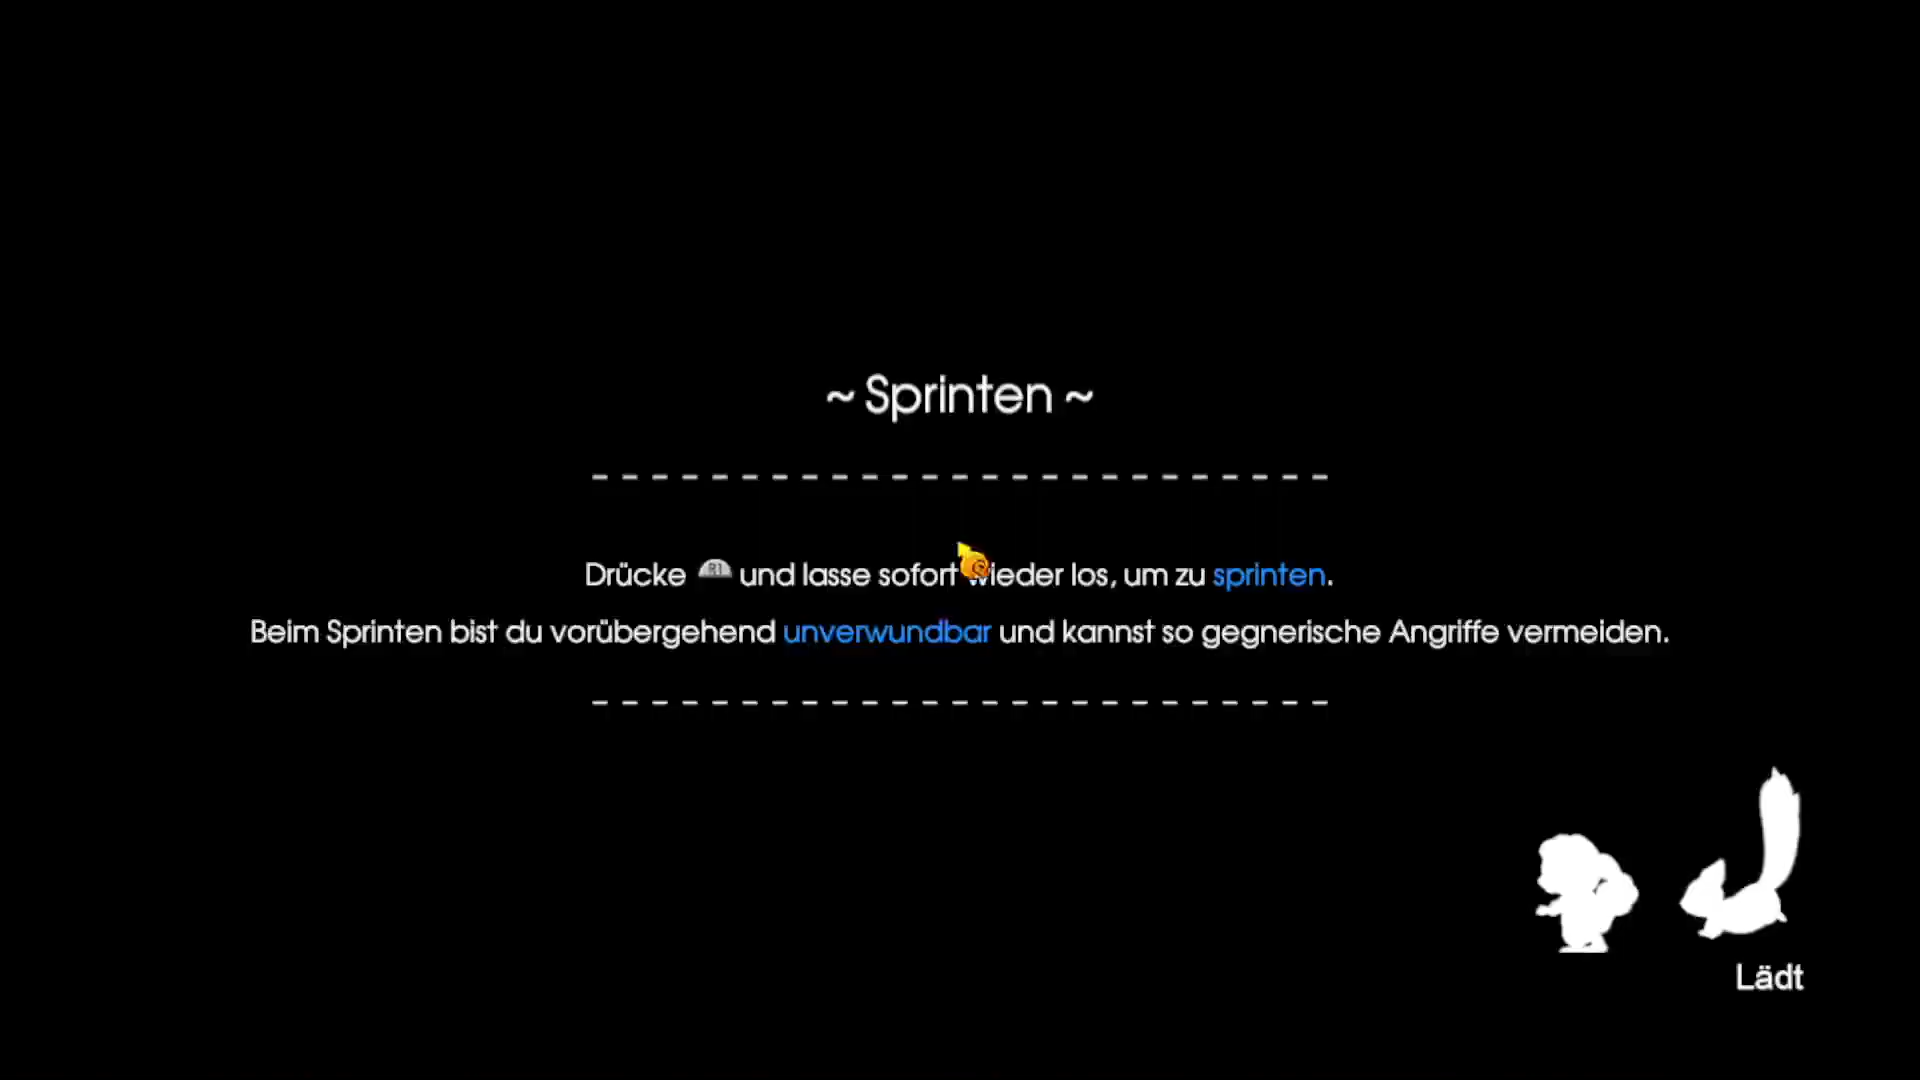 ~ Sprinten ~
Drücke R1 und lasse sofort wieder los, um zu sprinten.
Beim Sprinten bist du vorübergehend unverwundbar und kannst so gegnerische Angriffe vermeiden.
Lädt